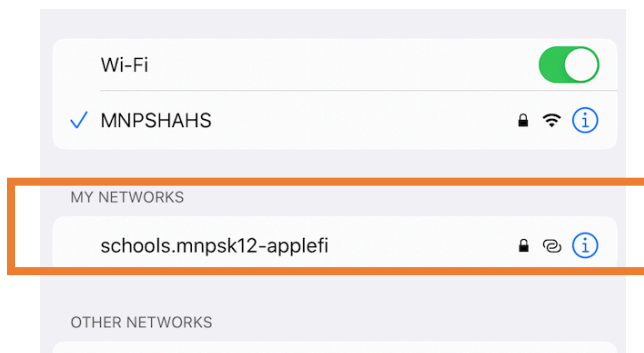 Wi-Fi
MNPSHAHS
MY NETWORKS
schools.mnpsk12-applefi
OTHER NETWORKS